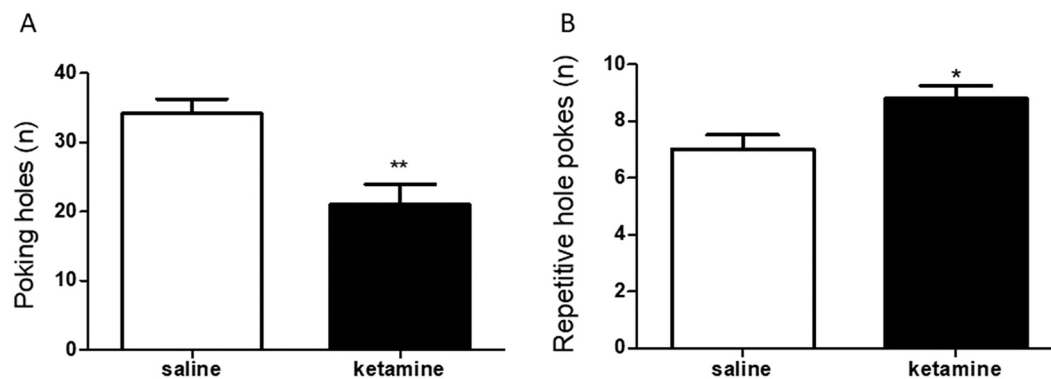 A
Poking holes (n)
40
30
20
10
0
**
saline ketamine
B
Repetitive hole pokes (n)
10
8
6
4
2
0
*
saline ketamine